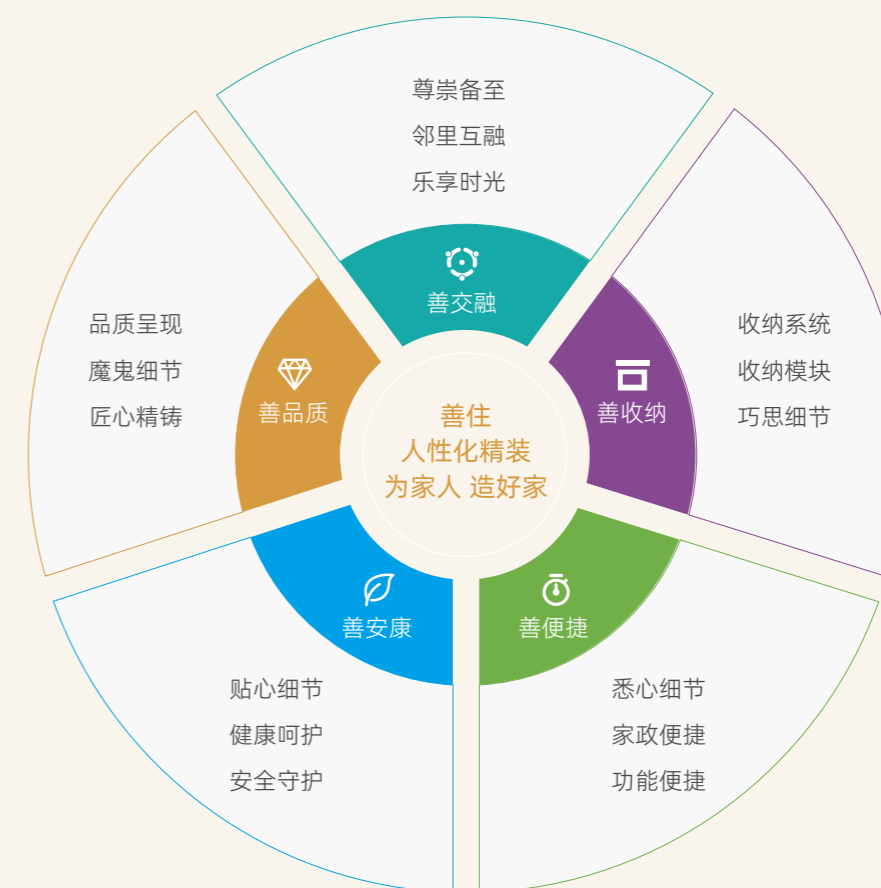 尊崇备至
邻里互融
乐享时光
善交融
收纳系统
收纳模块
巧思细节
善收纳
悉心细节
家政便捷
功能便捷
善便捷
贴心细节
健康呵护
安全守护
善安康
品质呈现
魔鬼细节
匠心精铸
善品质
善住
人性化精装
为家人 造好家